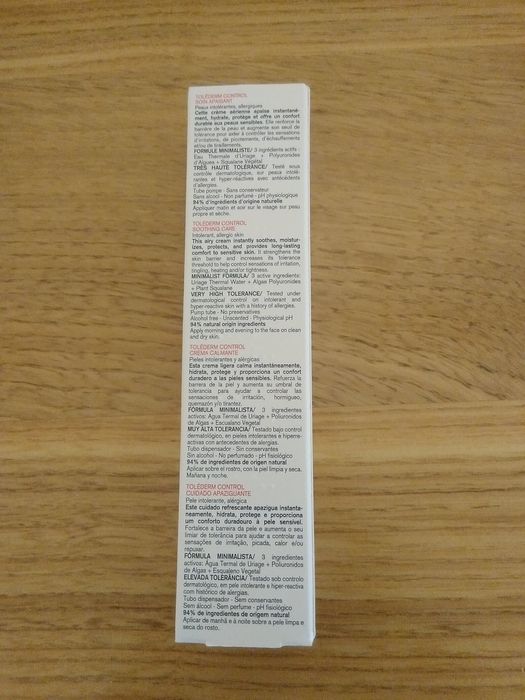 TOLÉDERM CONTROL
SOIN APAISANT
Peaux intolérantes, allergiques
Cette crème aérienne apaise instantané-
ment, hydrate, protège et offre un confort
durable aux peaux sensibles. Elle renforce la
barrière de la peau et augmente son seuil de
tolérance pour aider à contrôler les sensations
d'irritations, de picotements, d'échauffements
et/ou de tiraillements.
FORMULE MINIMALISTE/ 3 ingrédients actifs :
Eau Thermale d'Uriage + Polyuronides
d'Algues + Squalane Végétal
TRÈS HAUTE TOLÉRANCE/ Testé sous
contrôle dermatologique, sur peaux intolé-
rantes et hyper-réactives avec antécédents
d'allergies.
Tube pompe - Sans conservateur
Sans alcool - Non parfumé - pH physiologique
94% d'ingrédients d'origine naturelle
Appliquer matin et soir sur le visage sur peau
propre et sèche.
TOLÉDERM CONTROL
SOOTHING CARE
Intolerant, allergic skin
This airy cream instantly soothes, moistur-
izes, protects, and provides long-lasting
comfort to sensitive skin. It strengthens the
skin barrier and increases its tolerance
threshold to help control sensations of irritation,
tingling, heating and/or tightness.
MINIMALIST FORMULA/ 3 active ingredients:
Uriage Thermal Water + Algae Polyuronides
+ Plant Squalane
VERY HIGH TOLERANCE/ Tested under
dermatological control on intolerant and
hyper-reactive skin with a history of allergies.
Pump tube - No preservatives
Alcohol free - Unscented - Physiological pH
94% natural origin ingredients
Apply morning and evening to the face on clean
and dry skin.
TOLÉDERM CONTROL
CREMA CALMANTE
Pieles intolerantes y alérgicas
Esta crema ligera calma instantáneamente,
hidrata, protege y proporciona un confort
duradero a las pieles sensibles. Refuerza la
barrera de la piel y aumenta su umbral de
tolerancia para ayudar a controlar las
sensaciones de irritación, hormigueo,
quemazón y/o tirantez.
FÓRMULA MINIMALISTA/ 3 ingredientes
activos: Agua Termal de Uriage + Poliuronidos
de Algas + Escualano Vegetal
MUY ALTA TOLERANCIA/ Testado bajo control
dermatológico, en pieles intolerantes e hiperre-
activas con antecedentes de alergias.
Tubo dispensador - Sin conservantes
Sin alcohol - No perfumado - pH fisiológico
94% de ingredientes de origen natural
Aplicar sobre el rostro, con la piel limpia y seca.
Mañana y noche.
TOLÉDERM CONTROL
CUIDADO APAZIGUANTE
Pele intolerante, alérgica
Este cuidado refrescante apazigua instanta-
neamente, hidrata, protege e proporciona
um conforto duradouro à pele sensível.
Fortalece a barreira da pele e aumenta o seu
limiar de tolerância para ajudar a controlar as
sensações de irritação, picada, calor e/ou
repuxar.
FÓRMULA MINIMALISTA/ 3 ingredientes
activos: Água Termal de Uriage + Poliuronidos
de Algas + Esqualeno Vegetal
ELEVADA TOLERÂNCIA/ Testado sob controlo
dermatológico, em pele intolerante e hiper-reactiva
com histórico de alergias.
Tubo dispensador - Sem conservantes
Sem álcool - Sem perfume - pH fisiológico
94% de ingredientes de origem natural
Aplicar de manhã e à noite sobre a pele limpa e
seca do rosto.